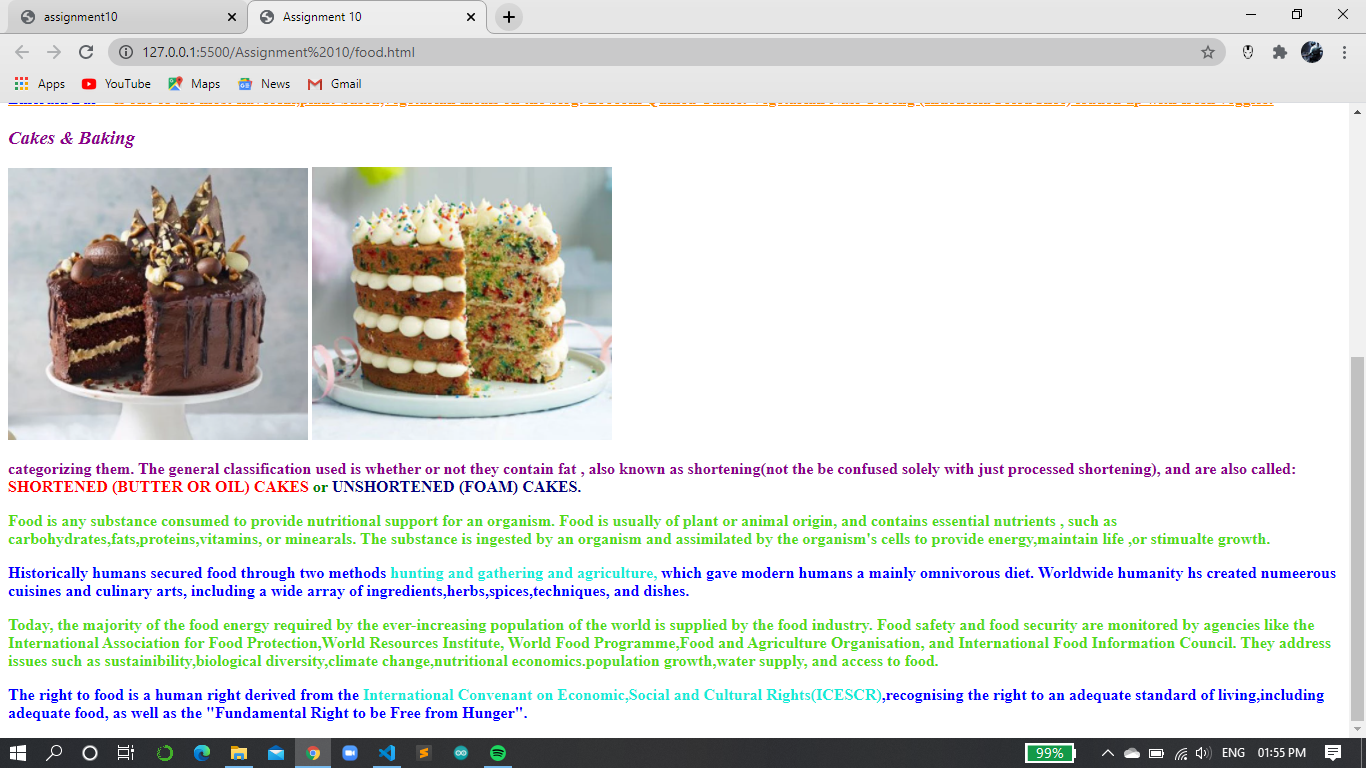 assignment10
Assignment 10
127.0.0.1:5500/Assignment%2010/food.html
Apps YouTube Maps News Gmail
Cakes & Baking
categorizing them. The general classification used is whether or not they contain fat , also known as shortening(not the be confused solely with just processed shortening), and are also called:
SHORTENED (BUTTER OR OIL) CAKES or UNSHORTENED (FOAM) CAKES.
Food is any substance consumed to provide nutritional support for an organism. Food is usually of plant or animal origin, and contains essential nutrients , such as
carbohydrates,fats,proteins,vitamins, or minearals. The substance is ingested by an organism and assimilated by the organism's cells to provide energy,maintain life ,or stimualte growth.
Historically humans secured food through two methods hunting and gathering and agriculture, which gave modern humans a mainly omnivorous diet. Worldwide humanity hs created numeerous
cuisines and culinary arts, including a wide array of ingredients,herbs,spices,techniques, and dishes.
Today, the majority of the food energy required by the ever-increasing population of the world is supplied by the food industry. Food safety and food security are monitored by agencies like the
International Association for Food Protection,World Resources Institute, World Food Programme,Food and Agriculture Organisation, and International Food Information Council. They address
issues such as sustainibility,biological diversity,climate change,nutritional economics.population growth,water supply, and access to food.
The right to food is a human right derived from the International Convenant on Economic,Social and Cultural Rights(ICESCR),recognising the right to an adequate standard of living,including
adequate food, as well as the "Fundamental Right to be Free from Hunger".
99% ENG 01:55 PM